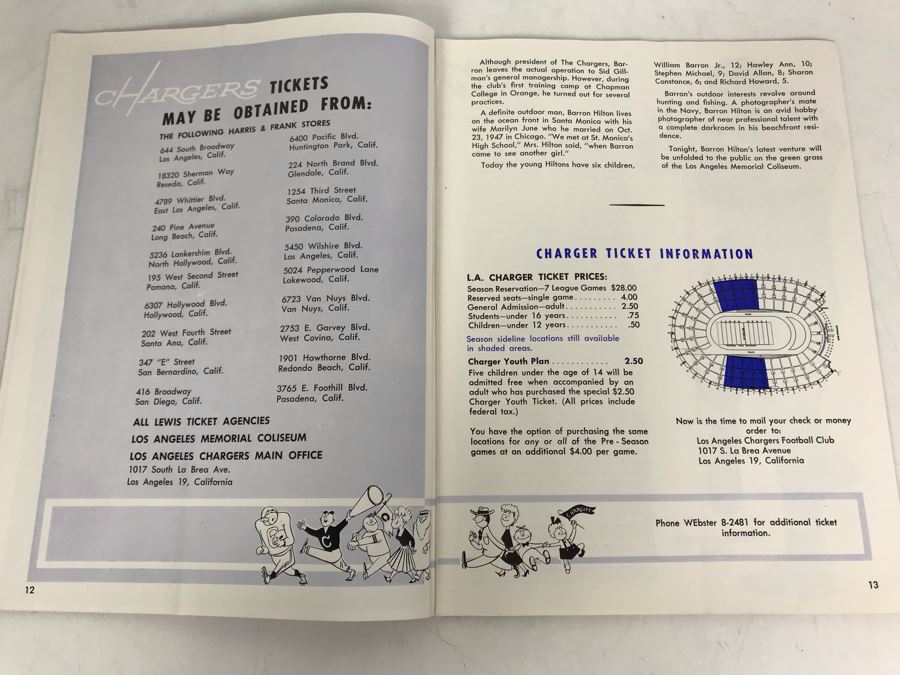 CHARGERS TICKETS
MAY BE OBTAINED FROM:
THE FOLLOWING HARRIS & FRANK STORES
644 South Broadway
Los Angeles, Calif.
18320 Sherman Way
Reseda, Calif.
4789 Whittier Blvd.
East Los Angeles, Calif.
240 Pine Avenue
Long Beach, Calif.
5236 Lankershim Blvd.
North Hollywood, Calif.
195 West Second Street
Pomona, Calif.
6307 Hollywood Blvd.
Hollywood, Calif.
202 West Fourth Street
Santa Ana, Calif.
347 "E" Street
San Bernardino, Calif.
416 Broadway
San Diego, Calif.
6400 Pacific Blvd.
Huntington Park, Calif.
224 North Brand Blvd.
Glendale, Calif.
1254 Third Street
Santa Monica, Calif.
390 Colorado Blvd.
Pasadena, Calif.
5450 Wilshire Blvd.
Los Angeles, Calif.
5024 Pepperwood Lane
Lakewood, Calif.
6723 Van Nuys Blvd.
Van Nuys, Calif.
2753 E. Garvey Blvd.
West Covina, Calif.
1901 Hawthorne Blvd.
Redondo Beach, Calif.
3765 E. Foothill Blvd.
Pasadena, Calif.
ALL LEWIS TICKET AGENCIES
LOS ANGELES MEMORIAL COLISEUM
LOS ANGELES CHARGERS MAIN OFFICE
1017 South La Brea Ave.
Los Angeles 19, California
C
12
Although president of The Chargers, Bar-
ron leaves the actual operation to Sid Gill-
man's general managership. However, during
the club's first training camp at Chapman
College in Orange, he turned out for several
practices.
A definite outdoor man, Barron Hilton lives
on the ocean front in Santa Monica with his
wife Marilyn June who he married on Oct.
23, 1947 in Chicago. "We met at St. Monica's
High School," Mrs. Hilton said, "when Barron
came to see another girl."
Today the young Hiltons have six children,
William Barron Jr., 12; Hawley Ann, 10;
Stephen Michael, 9; David Allan, 8; Sharon
Constance, 6; and Richard Howard, 5.
Barron's outdoor interests revolve around
hunting and fishing. A photographer's mate
in the Navy, Barron Hilton is an avid hobby
photographer of near professional talent with
a complete darkroom in his beachfront resi-
dence.
Tonight, Barron Hilton's latest venture will
be unfolded to the public on the green grass
of the Los Angeles Memorial Coliseum.
CHARGER TICKET INFORMATION
L.A. CHARGER TICKET PRICES:
Season Reservation—7 League Games $28.00
Reserved seats—single game......... 4.00
General Admission—adult........... 2.50
Students—under 16 years........... .75
Children—under 12 years........... .50
Season sideline locations still available
in shaded areas.
Charger Youth Plan ........... 2.50
Five children under the age of 14 will be
admitted free when accompanied by an
adult who has purchased the special $2.50
Charger Youth Ticket. (All prices include
federal tax.)
You have the option of purchasing the same
locations for any or all of the Pre-Season
games at an additional $4.00 per game.
Now is the time to mail your check or money
order to:
Los Angeles Chargers Football Club
1017 S. La Brea Avenue
Los Angeles 19, California
CHARGERS
Phone WEbster 8-2481 for additional ticket
information.
13